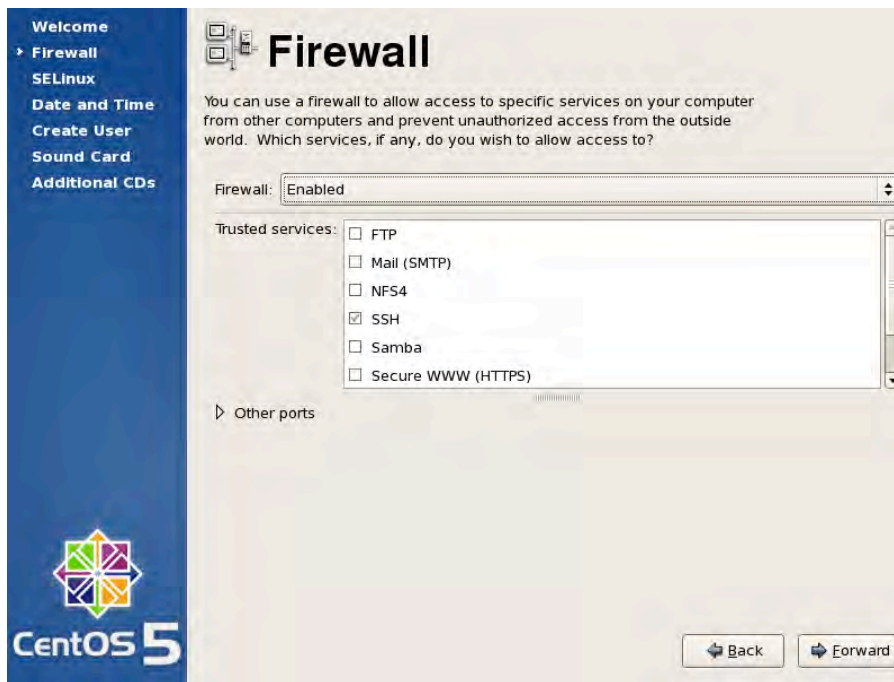 Welcome
Firewall
SELinux
Date and Time
Create User
Sound Card
Additional CDs
CentOS 5
Firewall
You can use a firewall to allow access to specific services on your computer
from other computers and prevent unauthorized access from the outside
world. Which services, if any, do you wish to allow access to?
Firewall: Enabled
Trusted services:
FTP
Mail (SMTP)
NFS4
SSH
Samba
Secure WWW (HTTPS)
Other ports
Back
Forward